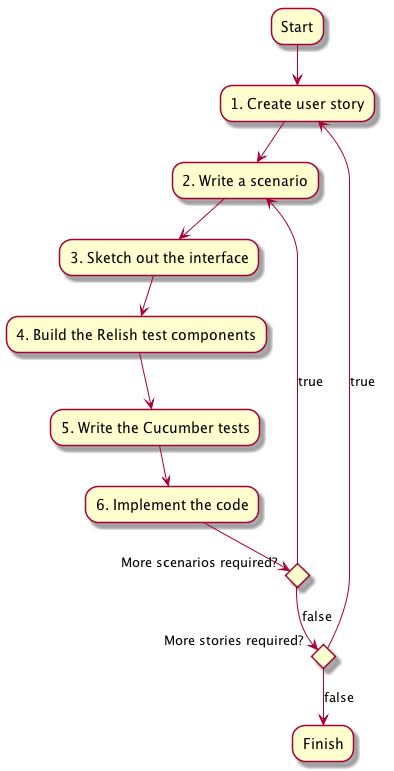 Start
1. Create user story
2. Write a scenario
3. Sketch out the interface
4. Build the Relish test components
true
true
5. Write the Cucumber tests
6. Implement the code
More scenarios required?
false
More stories required?
false
Finish